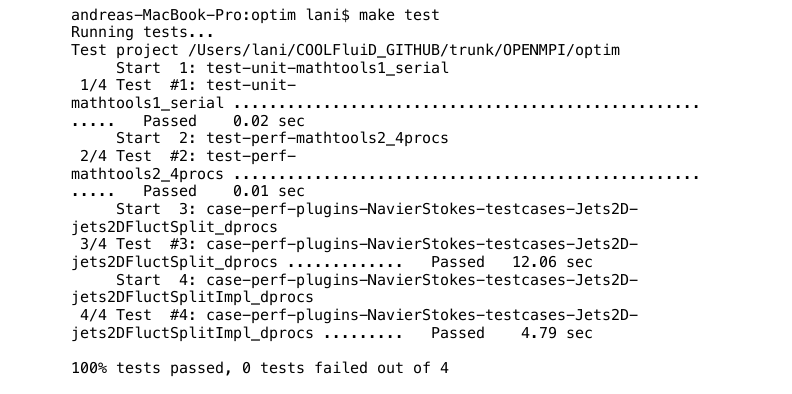 andreas-MacBook-Pro:optim lani$ make test
Running tests...
Test project /Users/lani/COOLFluiD_GITHUB/trunk/OPENMPI/optim
     Start  1: test-unit-mathtools1_serial
 1/4 Test  #1: test-unit-
mathtools1_serial ....................................................
.....   Passed    0.02 sec
     Start  2: test-perf-mathtools2_4procs
 2/4 Test  #2: test-perf-
mathtools2_4procs ....................................................
.....   Passed    0.01 sec
     Start  3: case-perf-plugins-NavierStokes-testcases-Jets2D-
jets2DFluctSplit_dprocs
 3/4 Test  #3: case-perf-plugins-NavierStokes-testcases-Jets2D-
jets2DFluctSplit_dprocs .............   Passed   12.06 sec
     Start  4: case-perf-plugins-NavierStokes-testcases-Jets2D-
jets2DFluctSplitImpl_dprocs
 4/4 Test  #4: case-perf-plugins-NavierStokes-testcases-Jets2D-
jets2DFluctSplitImpl_dprocs .........   Passed    4.79 sec

100% tests passed, 0 tests failed out of 4